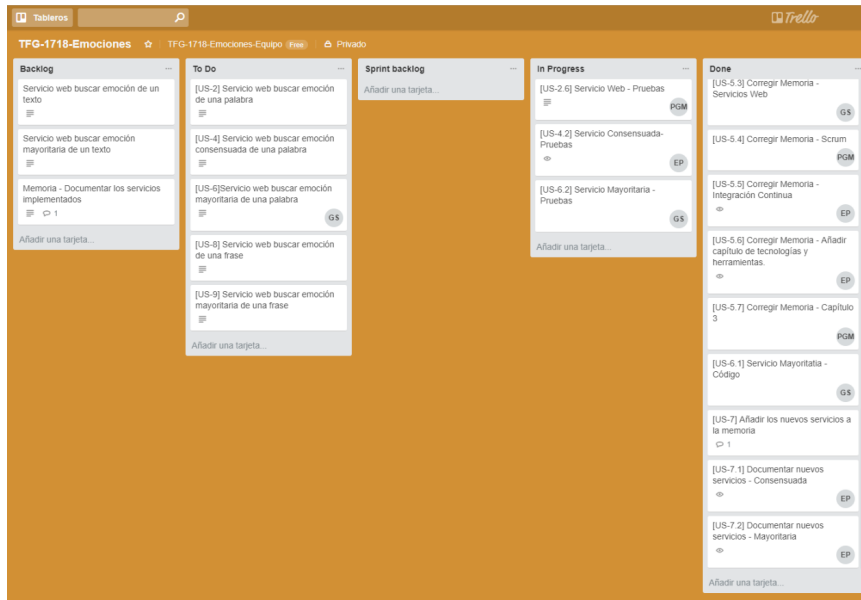 Tableros
Trello
TFG-1718-Emociones
TFG-1718-Emociones-Equipo Free
Privado
Backlog
Servicio web buscar emoción de un
texto
Servicio web buscar emoción
mayoritaria de un texto
Memoria - Documentar los servicios
implementados
1
Añadir una tarjeta...
To Do
[US-2] Servicio web buscar emoción
de una palabra
[US-4] Servicio web buscar emoción
consensuada de una palabra
[US-6]Servicio web buscar emoción
mayoritaria de una palabra
GS
[US-8] Servicio web buscar emoción
de una frase
[US-9] Servicio web buscar emoción
mayoritaria de una frase
Añadir una tarjeta...
Sprint backlog
Añadir una tarjeta...
In Progress
[US-2.6] Servicio Web - Pruebas
PGM
[US-4.2] Servicio Consensuada-
Pruebas
EP
[US-6.2] Servicio Mayoritaria -
Pruebas
GS
Añadir una tarjeta...
Done
[US-5.3] Corregir Memoria -
Servicios Web
GS
[US-5.4] Corregir Memoria - Scrum
PGM
[US-5.5] Corregir Memoria -
Integración Continua
EP
[US-5.6] Corregir Memoria - Añadir
capítulo de tecnologías y
herramientas.
EP
[US-5.7] Corregir Memoria - Capítulo
3
PGM
[US-6.1] Servicio Mayoritatia -
Código
GS
[US-7] Añadir los nuevos servicios a
la memoria
1
[US-7.1] Documentar nuevos
servicios - Consensuada
EP
[US-7.2] Documentar nuevos
servicios - Mayoritaria
EP
Añadir una tarjeta...